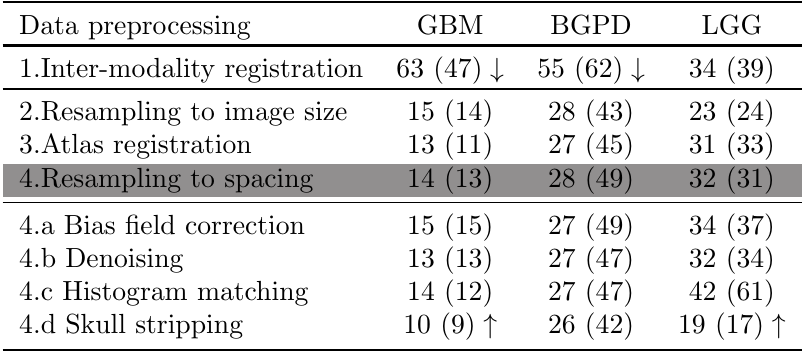 Data preprocessing GBM BGPD LGG
1.Inter-modality registration 63 (47) ↓ 55 (62) ↓ 34 (39)
2.Resampling to image size 15 (14) 28 (43) 23 (24)
3.Atlas registration 13 (11) 27 (45) 31 (33)
4.Resampling to spacing 14 (13) 28 (49) 32 (31)
4.a Bias field correction 15 (15) 27 (49) 34 (37)
4.b Denoising 13 (13) 27 (47) 32 (34)
4.c Histogram matching 14 (12) 27 (47) 42 (61)
4.d Skull stripping 10 (9) ↑ 26 (42) 19 (17) ↑